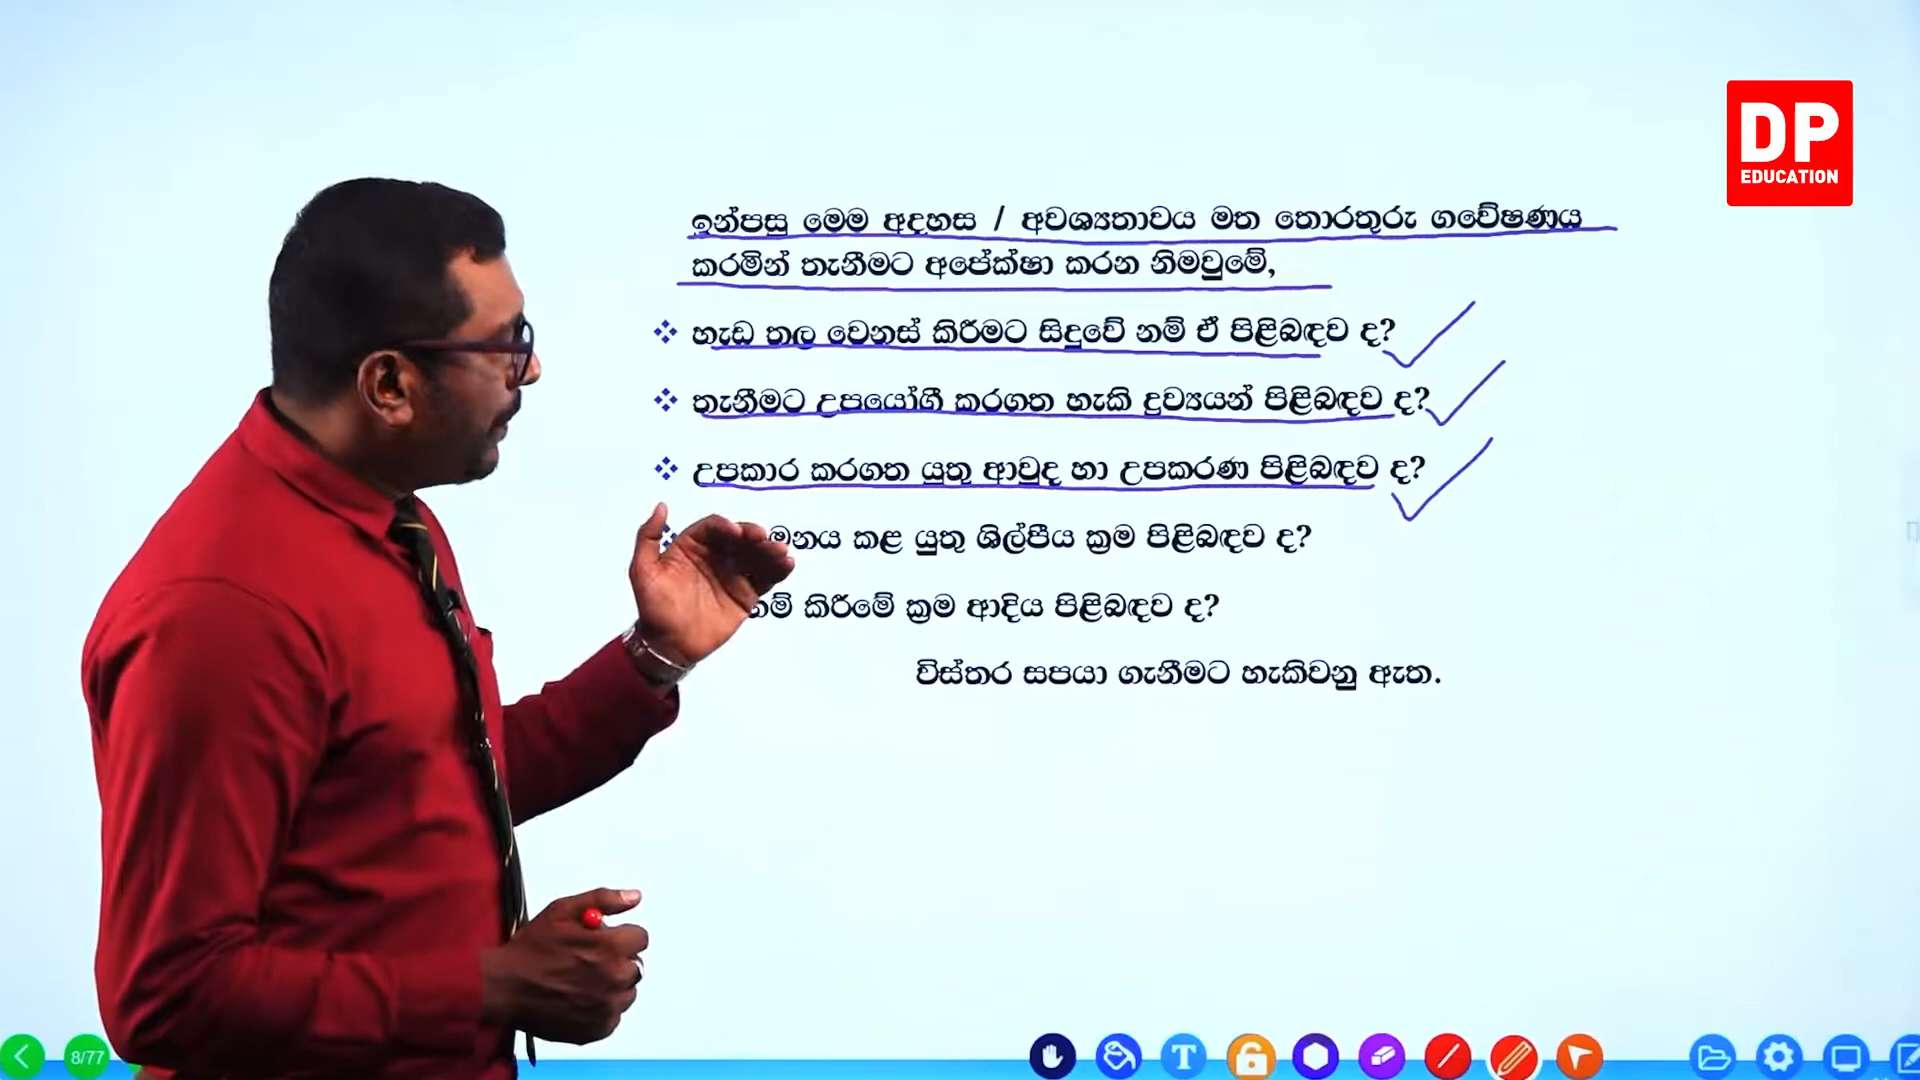 DP
EDUCATION
ඉන්පසු මෙම අදහස / අවශ්‍යතාවය මත තොරතුරු ගවේෂණය
කරමින් තැනීමට අපේක්ෂා කරන නිමවුමේ,
❖ හැඩ තල වෙනස් කිරීමට සිදුවේ නම් ඒ පිළිබඳව ද?
❖ තැනීමට උපයෝගී කරගත හැකි ද්‍රව්‍යයන් පිළිබඳව ද?
❖ උපකාර කරගත යුතු ආවුද හා උපකරණ පිළිබඳව ද?
කළ යුතු ශිල්පීය ක්‍රම පිළිබඳව ද?
කිරීමේ ක්‍රම ආදිය පිළිබඳව ද?
විස්තර සපයා ගැනීමට හැකිවනු ඇත.
8/77